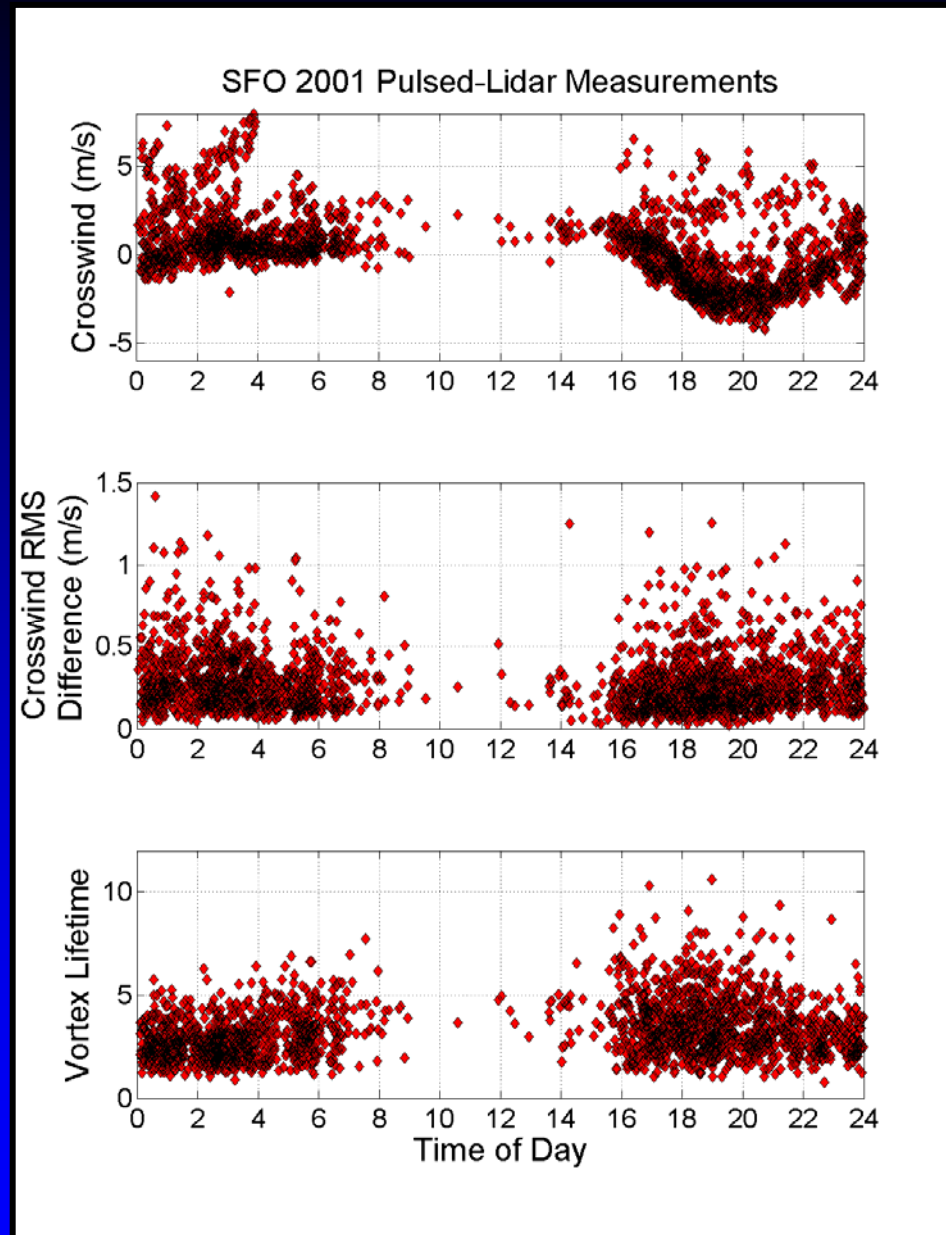 SFO 2001 Pulsed-Lidar Measurements
Crosswind (m/s)
5
0
-5
0 2 4 6 8 10 12 14 16 18 20 22 24
Crosswind RMS
Difference (m/s)
1.5
1
0.5
0
0 2 4 6 8 10 12 14 16 18 20 22 24
Vortex Lifetime
10
5
0
0 2 4 6 8 10 12 14 16 18 20 22 24
Time of Day